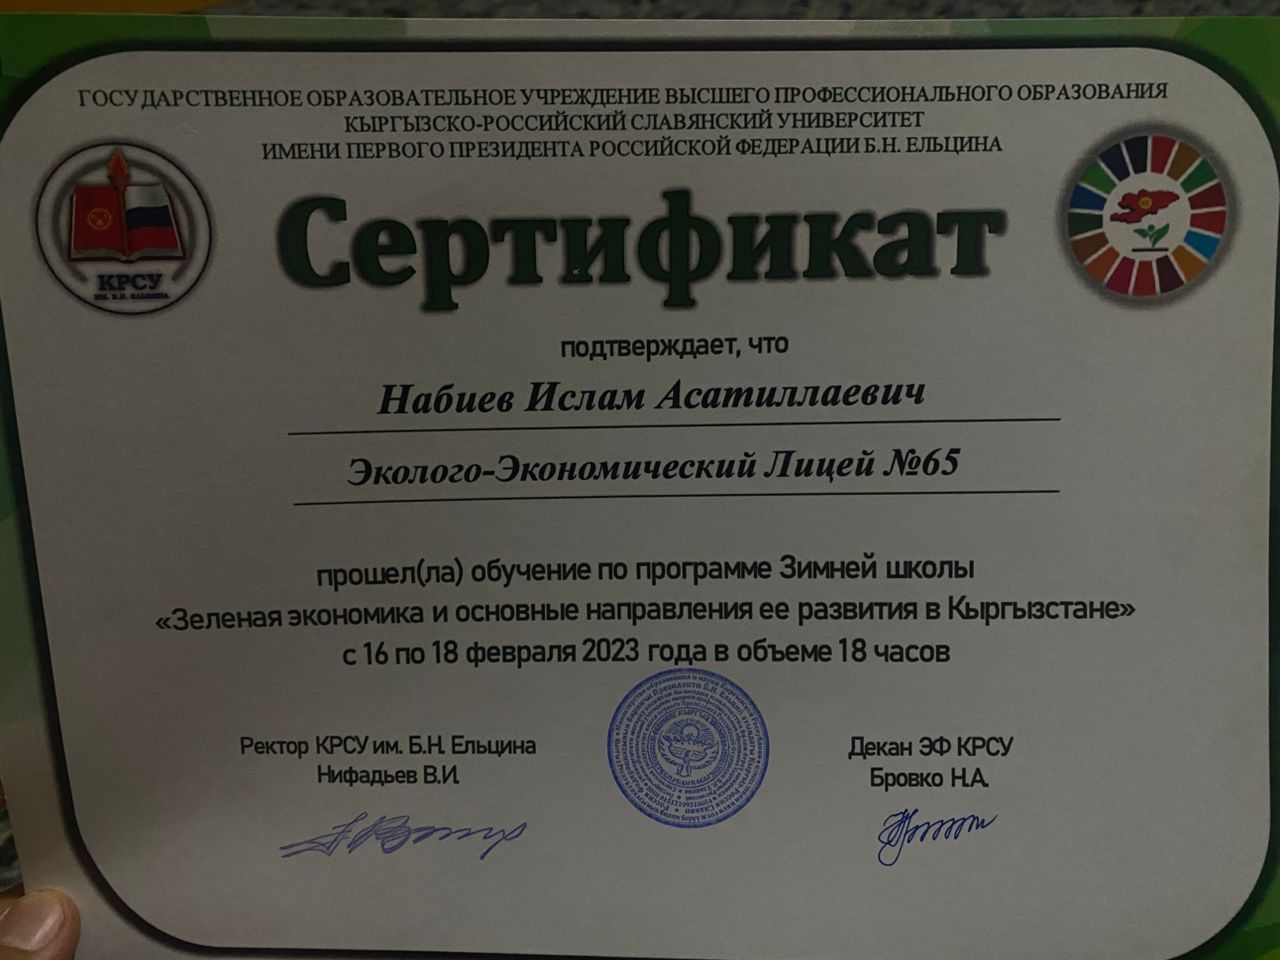 ГОСУДАРСТВЕННОЕ ОБРАЗОВАТЕЛЬНОЕ УЧРЕЖДЕНИЕ ВЫСШЕГО ПРОФЕССИОНАЛЬНОГО ОБРАЗОВАНИЯ
КЫРГЫЗСКО-РОССИЙСКИЙ СЛАВЯНСКИЙ УНИВЕРСИТЕТ
ИМЕНИ ПЕРВОГО ПРЕЗИДЕНТА РОССИЙСКОЙ ФЕДЕРАЦИИ Б.Н. ЕЛЬЦИНА
КРСУ
ИМ. Б.Н. ЕЛЬЦИНА
Сертификат
подтверждает, что
Набиев Ислам Асатиллаевич
Эколого-Экономический Лицей №65
прошел(ла) обучение по программе Зимней школы
«Зеленая экономика и основные направления ее развития в Кыргызстане»
с 16 по 18 февраля 2023 года в объеме 18 часов
Ректор КРСУ им. Б.Н. Ельцина
Нифадьев В.И.
Декан ЭФ КРСУ
Бровко Н.А.